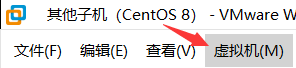 其他子机（CentOS 8） - VMware W
文件(F) 编辑(E) 查看(V) 虚拟机(M)